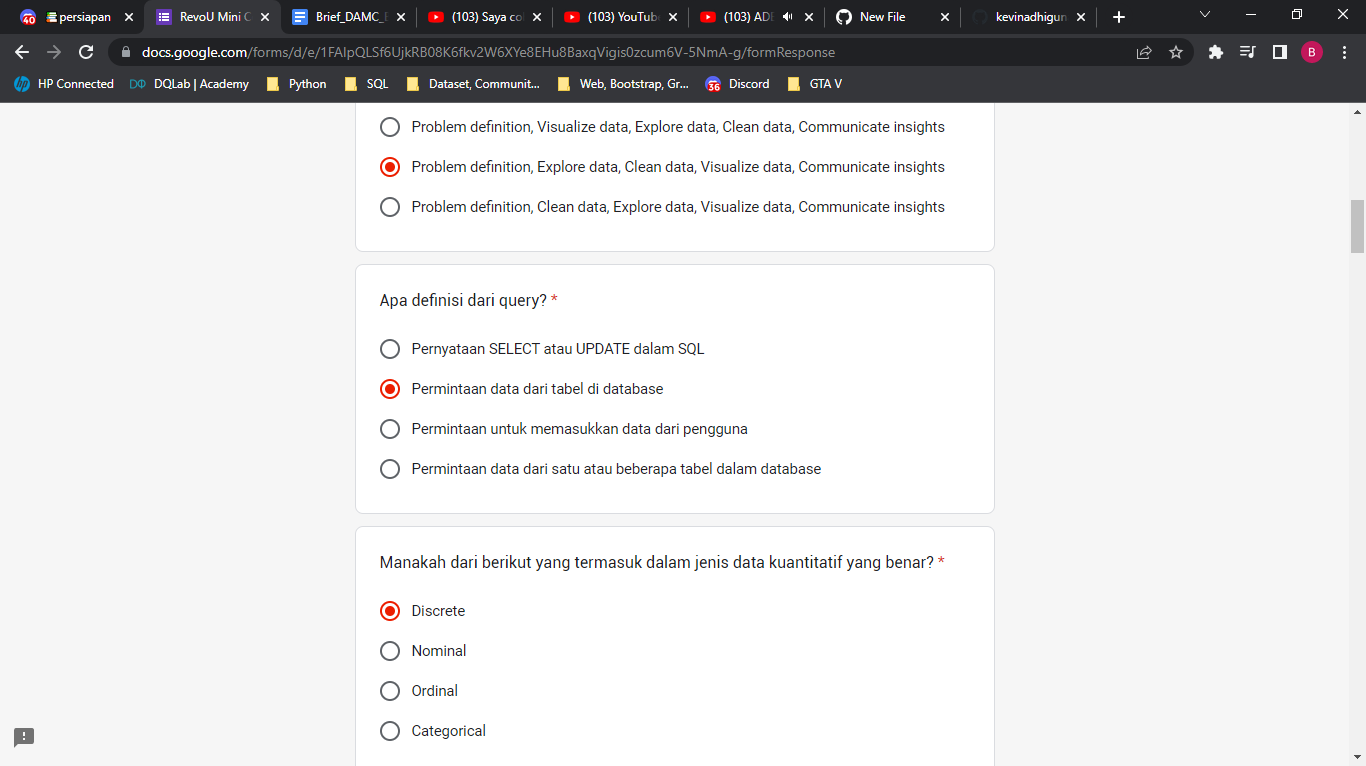 40 persiapan
RevoU Mini C
Brief_DAMC_
(103) Saya co
(103) YouTub
(103) ADE
New File
kevinadhigun
docs.google.com/forms/d/e/1FAIpQLSf6UjkRB08K6fkv2W6XYe8EHu8BaxqVigis0zcum6V-5NmA-g/formResponse
B
HP Connected
DQLab | Academy
Python
SQL
Dataset, Communit...
Web, Bootstrap, Gr...
36 Discord
GTA V
Problem definition, Visualize data, Explore data, Clean data, Communicate insights
Problem definition, Explore data, Clean data, Visualize data, Communicate insights
Problem definition, Clean data, Explore data, Visualize data, Communicate insights
Apa definisi dari query? *
Pernyataan SELECT atau UPDATE dalam SQL
Permintaan data dari tabel di database
Permintaan untuk memasukkan data dari pengguna
Permintaan data dari satu atau beberapa tabel dalam database
Manakah dari berikut yang termasuk dalam jenis data kuantitatif yang benar? *
Discrete
Nominal
Ordinal
Categorical